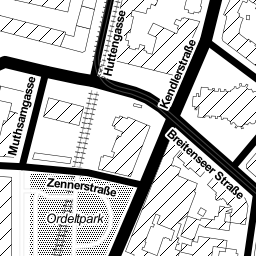 Huttengasse
Kendlerstraße
Muthsamgasse
Breitenseer Straße
Zennerstraße
Ordeltpark